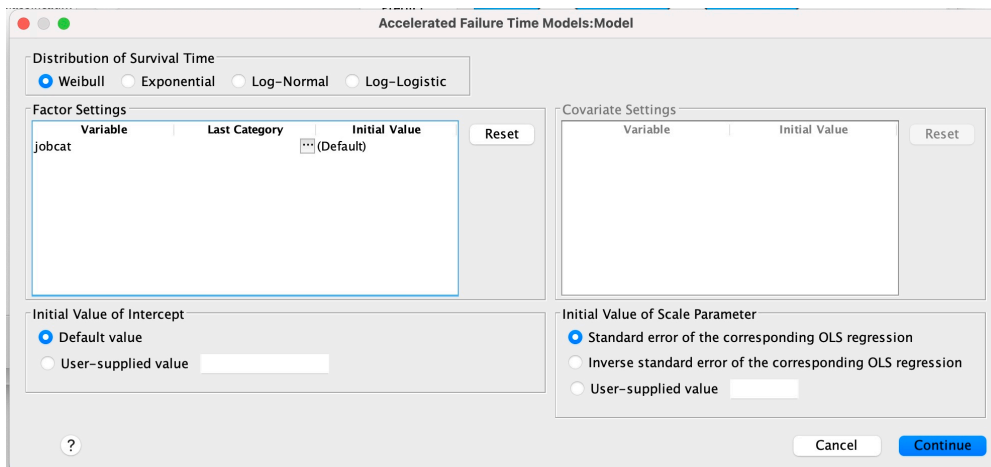 Accelerated Failure Time Models:Model
Distribution of Survival Time
Weibull Exponential Log-Normal Log-Logistic
Factor Settings
Variable Last Category Initial Value
jobcat ... (Default)
Reset
Covariate Settings
Variable Initial Value
Reset
Initial Value of Intercept
Default value
User-supplied value
Initial Value of Scale Parameter
Standard error of the corresponding OLS regression
Inverse standard error of the corresponding OLS regression
User-supplied value
? Cancel Continue